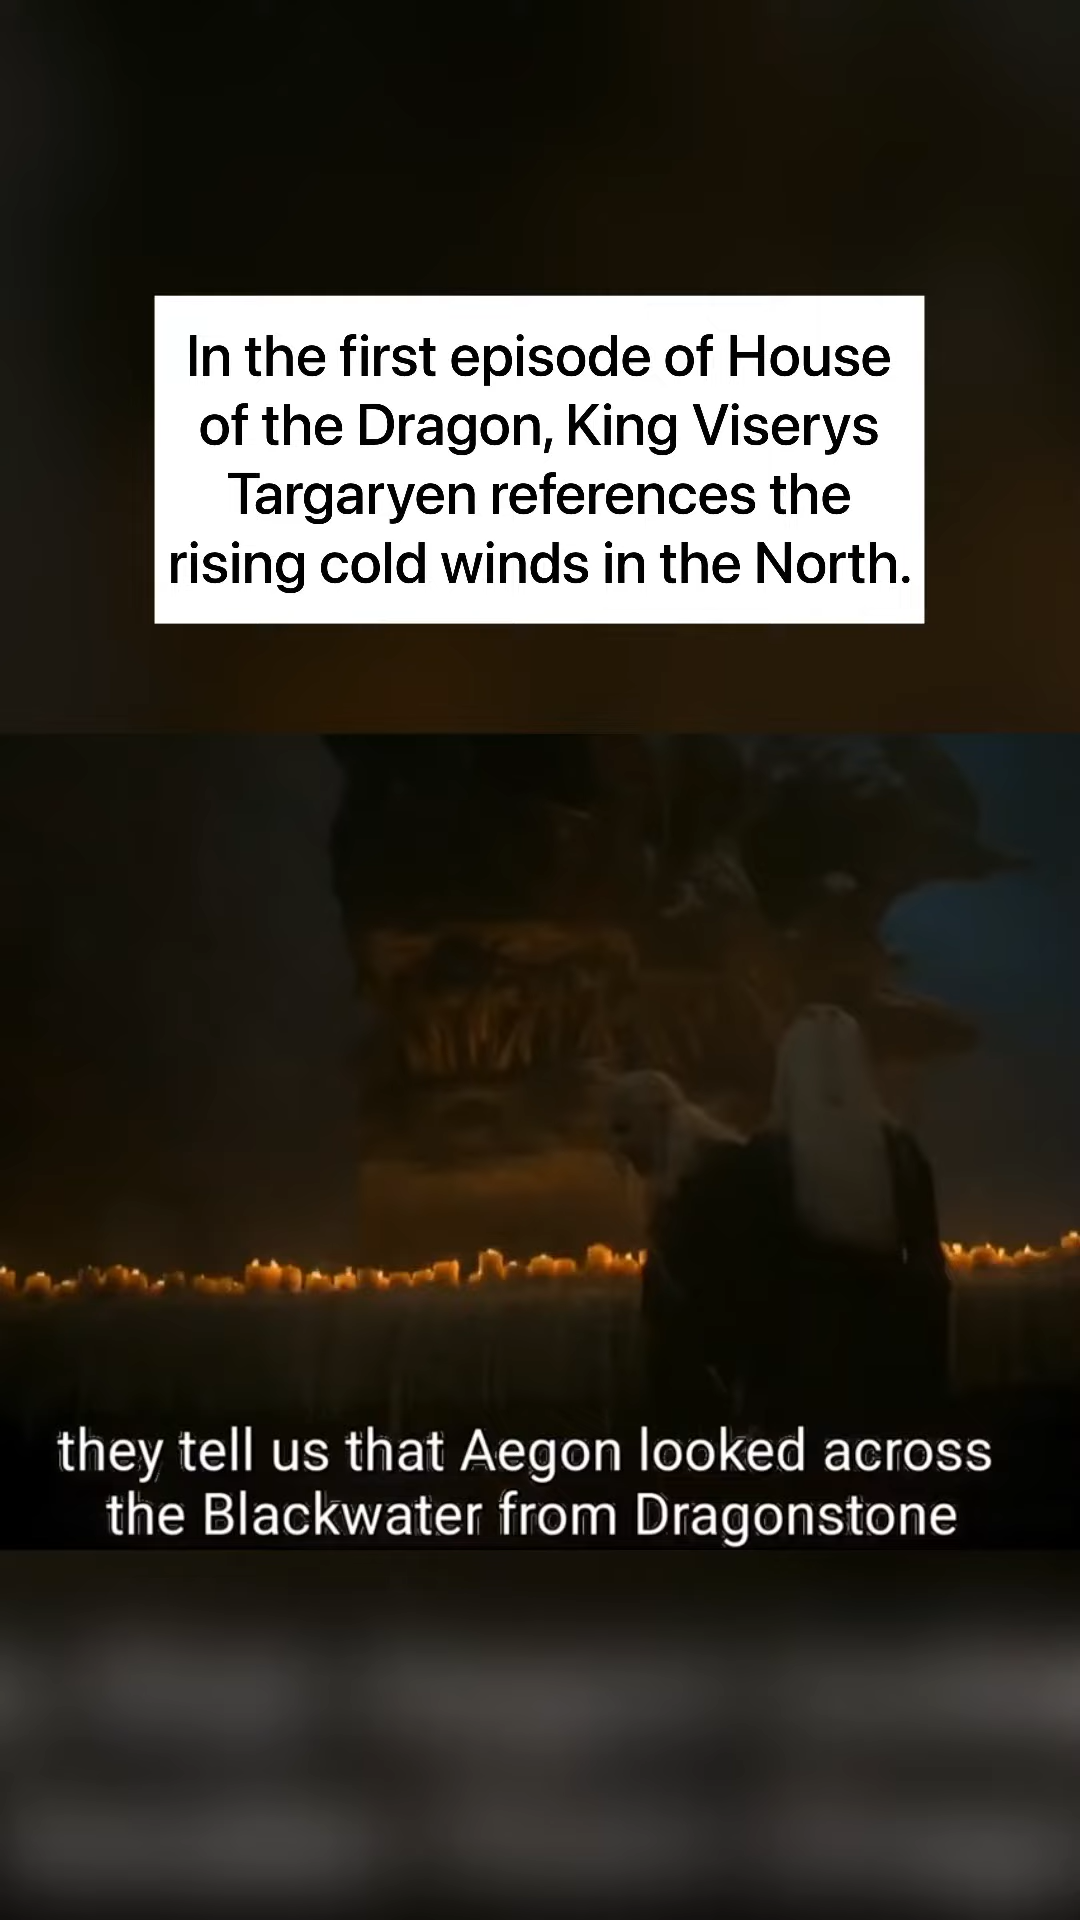 In the first episode of House
of the Dragon, King Viserys
Targaryen references the
rising cold winds in the North.
they tell us that Aegon looked across
the Blackwater from Dragonstone